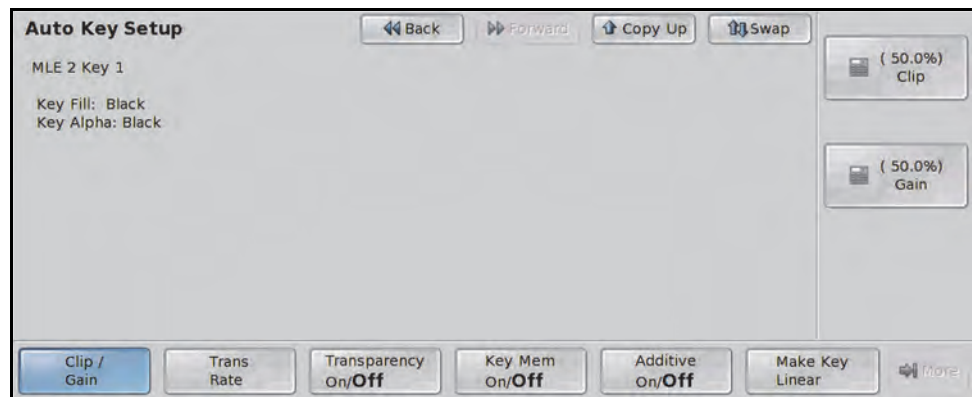 Auto Key Setup
Back
Forward
Copy Up
Swap
MLE 2 Key 1
Key Fill: Black
Key Alpha: Black
( 50.0%)
Clip
( 50.0%)
Gain
Clip /
Gain
Trans
Rate
Transparency
On/Off
Key Mem
On/Off
Additive
On/Off
Make Key
Linear
More